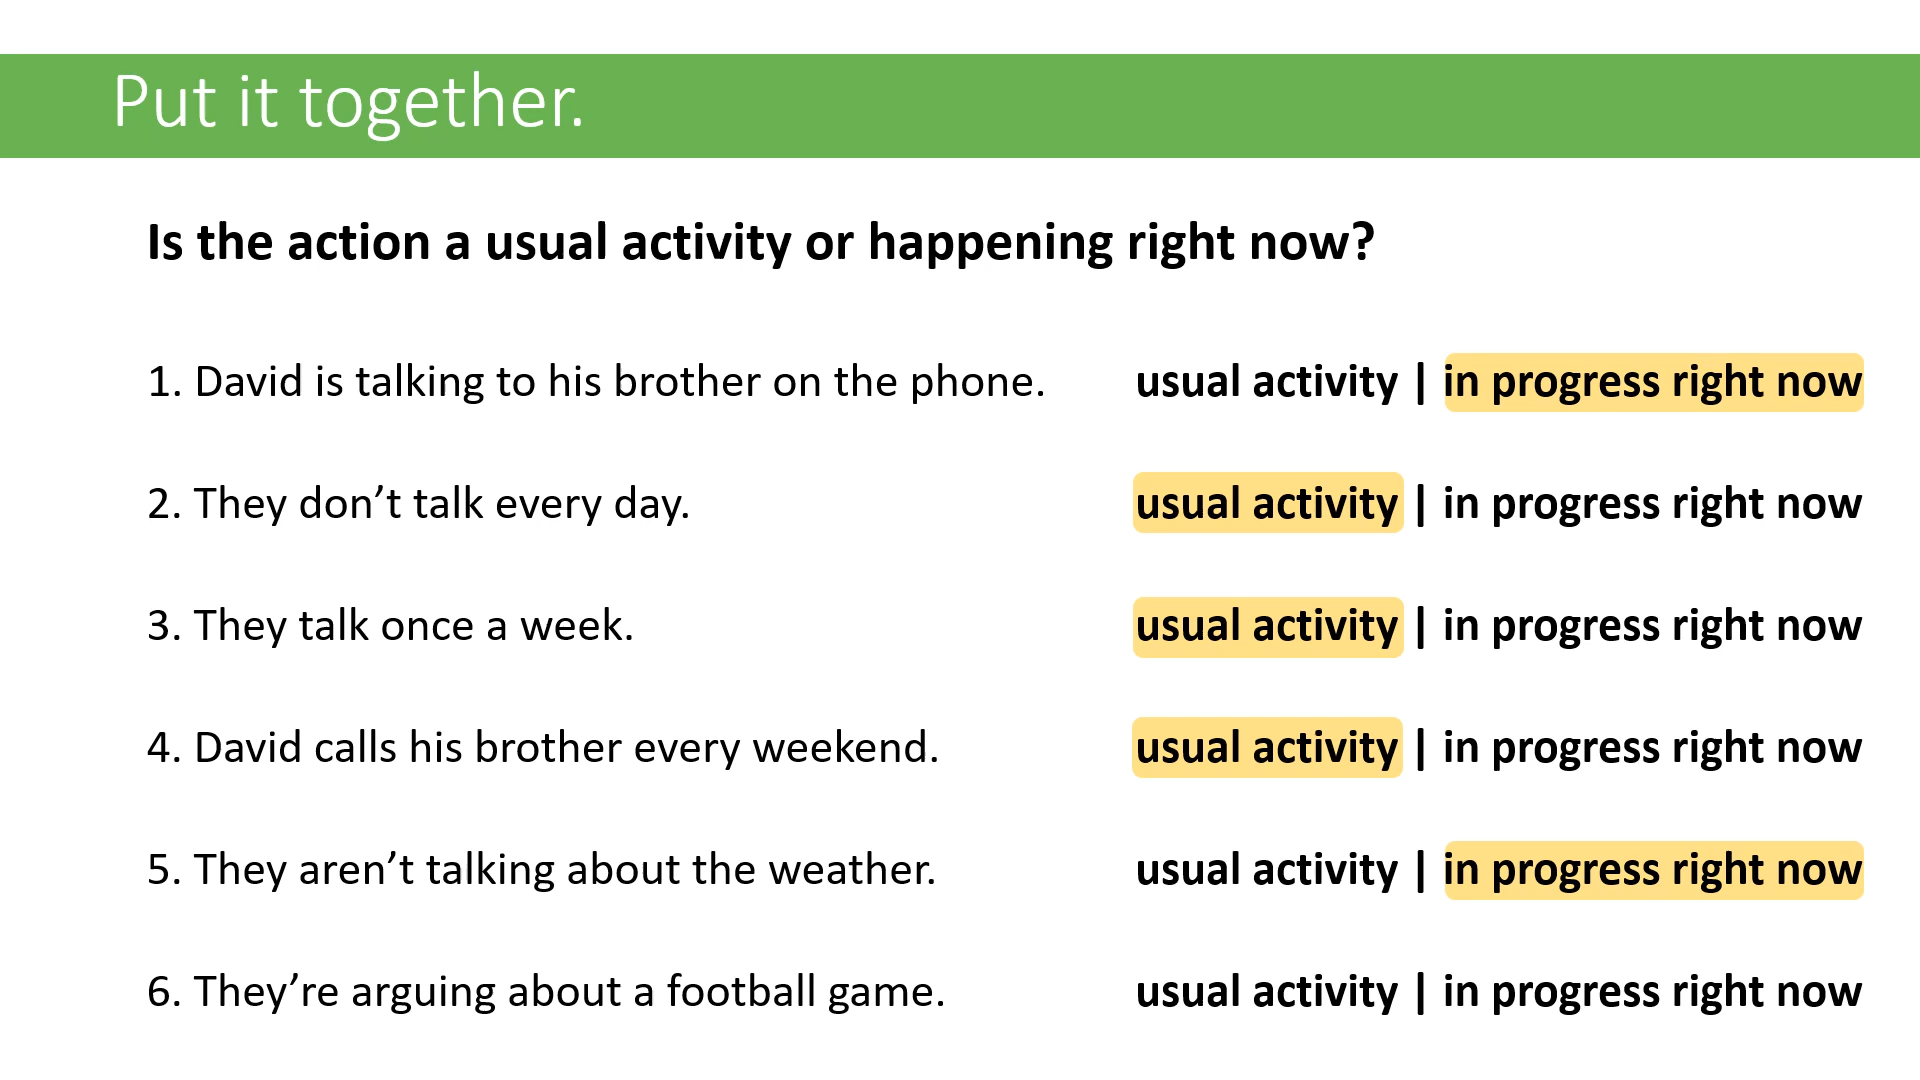 Put it together.
Is the action a usual activity or happening right now?
1. David is talking to his brother on the phone. usual activity | in progress right now
2. They don’t talk every day. usual activity | in progress right now
3. They talk once a week. usual activity | in progress right now
4. David calls his brother every weekend. usual activity | in progress right now
5. They aren’t talking about the weather. usual activity | in progress right now
6. They’re arguing about a football game. usual activity | in progress right now